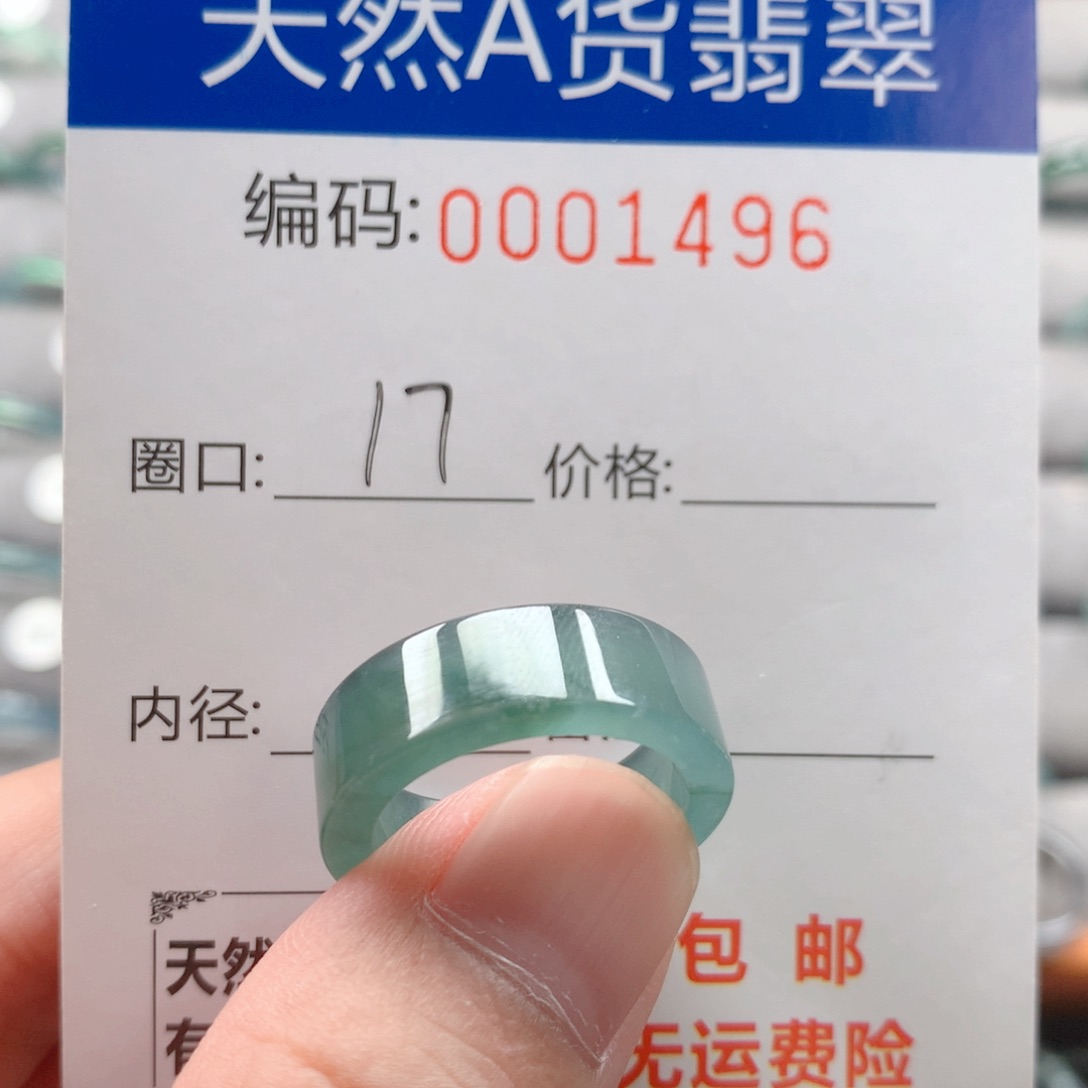 天然A货翡翠
编码:0001496
圈口: 17 价格:
内径:
天然 包邮
有 无运费险